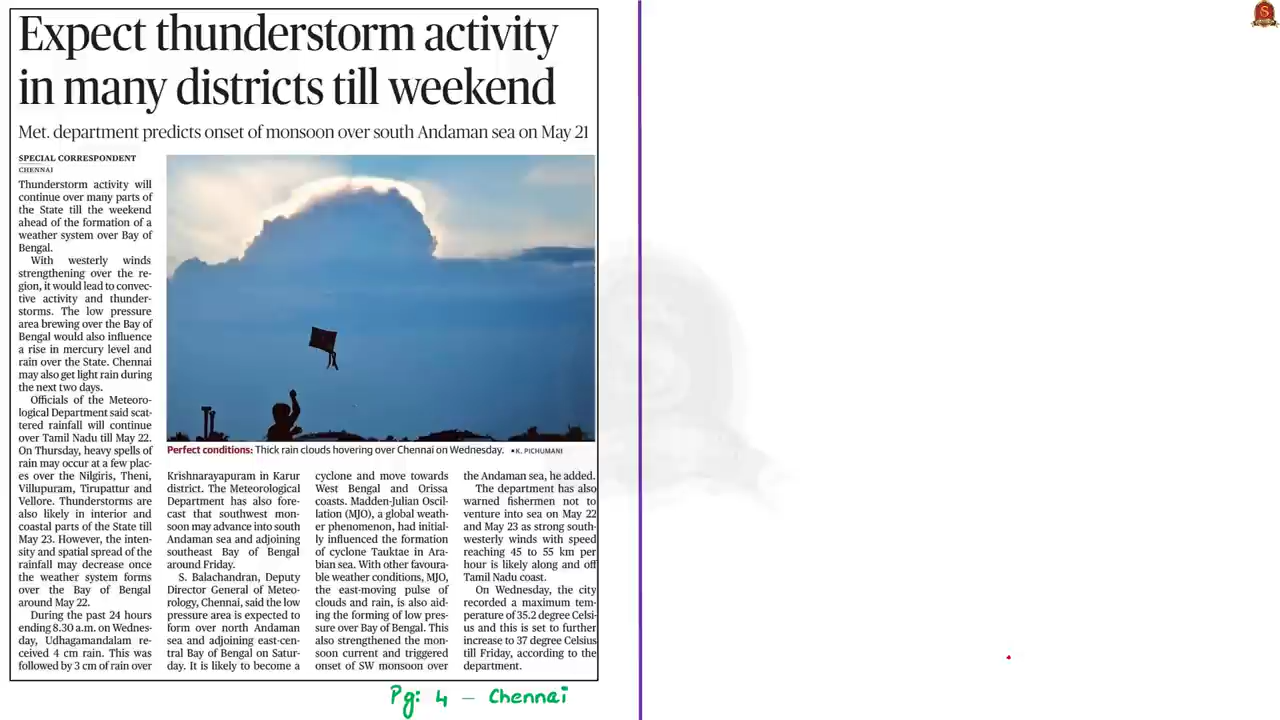 Expect thunderstorm activity
in many districts till weekend
Met. department predicts onset of monsoon over south Andaman sea on May 21
SPECIAL CORRESPONDENT
CHENNAI
Thunderstorm activity will
continue over many parts of
the State till the weekend
ahead of the formation of a
weather system over Bay of
Bengal.
With westerly winds
strengthening over the re-
gion, it would lead to convec-
tive activity and thunder-
storms. The low pressure
area brewing over the Bay of
Bengal would also influence
a rise in mercury level and
rain over the State. Chennai
may also get light rain during
the next two days.
Officials of the Meteoro-
logical Department said scat-
tered rainfall will continue
over Tamil Nadu till May 22.
On Thursday, heavy spells of
rain may occur at a few plac-
es over the Nilgiris, Theni,
Villupuram, Tirupattur and
Vellore. Thunderstorms are
also likely in interior and
coastal parts of the State till
May 23. However, the inten-
sity and spatial spread of the
rainfall may decrease once
the weather system forms
over the Bay of Bengal
around May 22.
During the past 24 hours
ending 8.30 a.m. on Wednes-
day, Udhagamandalam re-
ceived 4 cm rain. This was
followed by 3 cm of rain over
Perfect conditions: Thick rain clouds hovering over Chennai on Wednesday. ▪K. PICHUMANI
Krishnarayapuram in Karur
district. The Meteorological
Department has also fore-
cast that southwest mon-
soon may advance into south
Andaman sea and adjoining
southeast Bay of Bengal
around Friday.
S. Balachandran, Deputy
Director General of Meteo-
rology, Chennai, said the low
pressure area is expected to
form over north Andaman
sea and adjoining east-cen-
tral Bay of Bengal on Satur-
day. It is likely to become a
cyclone and move towards
West Bengal and Orissa
coasts. Madden-Julian Oscil-
lation (MJO), a global weath-
er phenomenon, had initial-
ly influenced the formation
of cyclone Tauktae in Ara-
bian sea. With other favoura-
ble weather conditions, MJO,
the east-moving pulse of
clouds and rain, is also aid-
ing the forming of low pres-
sure over Bay of Bengal. This
also strengthened the mon-
soon current and triggered
onset of SW monsoon over
the Andaman sea, he added.
The department has also
warned fishermen not to
venture into sea on May 22
and May 23 as strong south-
westerly winds with speed
reaching 45 to 55 km per
hour is likely along and off
Tamil Nadu coast.
On Wednesday, the city
recorded a maximum tem-
perature of 35.2 degree Celsi-
us and this is set to further
increase to 37 degree Celsius
till Friday, according to the
department.
Pg: 4 – Chennai
S